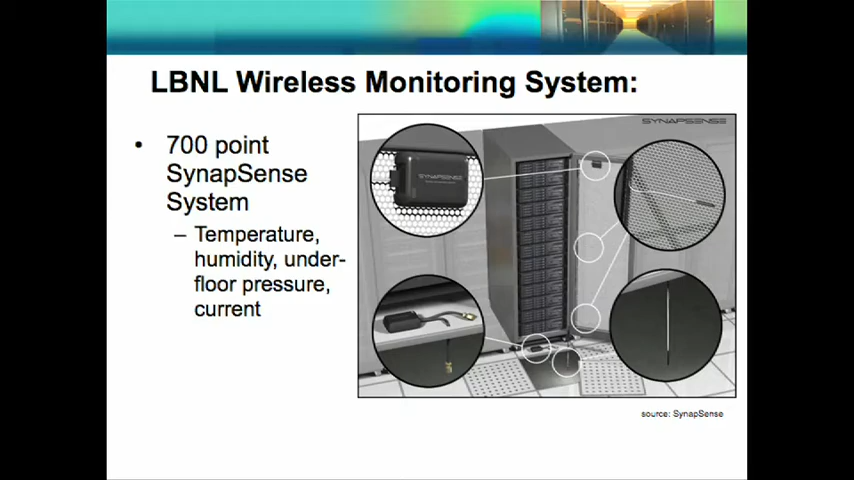 LBNL Wireless Monitoring System:
• 700 point
SynapSense
System
– Temperature,
humidity, under-
floor pressure,
current
SYNAPSENSE
SYNAPSENSE
source: SynapSense